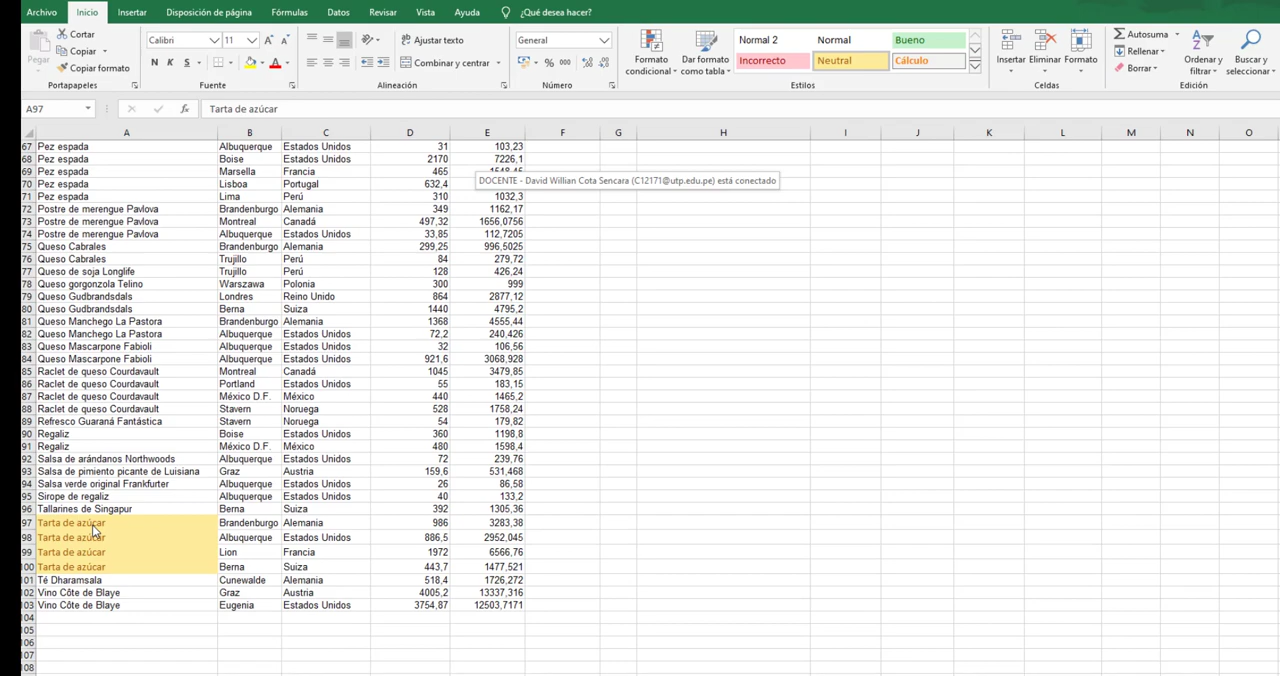 Archivo Inicio Insertar Disposición de página Fórmulas Datos Revisar Vista Ayuda ¿Qué desea hacer?
Pegar Cortar Copiar Copiar formato
Calibri 11 N K S
Ajustar texto
Combinar y centrar
General % 000
Formato condicional Dar formato como tabla
Normal 2 Normal Bueno
Incorrecto Neutral Cálculo
Insertar Eliminar Formato
Autosuma Rellenar Borrar
Ordenar y filtrar Buscar y seleccionar
Portapapeles Fuente Alineación Número Estilos Celdas Edición
A97 fx Tarta de azúcar
A B C D E F G H I J K L M N O
67 Pez espada Albuquerque Estados Unidos 31 103,23
68 Pez espada Boise Estados Unidos 2170 7226,1
69 Pez espada Marsella Francia 465 1548,45
DOCENTE - David Willian Cota Sencara (C12171@utp.edu.pe) está conectado
70 Pez espada Lisboa Portugal 632,4
71 Pez espada Lima Perú 310 1032,3
72 Postre de merengue Pavlova Brandenburgo Alemania 349 1162,17
73 Postre de merengue Pavlova Montreal Canadá 497,32 1656,0756
74 Postre de merengue Pavlova Albuquerque Estados Unidos 33,85 112,7205
75 Queso Cabrales Brandenburgo Alemania 299,25 996,5025
76 Queso Cabrales Trujillo Perú 84 279,72
77 Queso de soja Longlife Trujillo Perú 128 426,24
78 Queso gorgonzola Telino Warszawa Polonia 300 999
79 Queso Gudbrandsdals Londres Reino Unido 864 2877,12
80 Queso Gudbrandsdals Berna Suiza 1440 4795,2
81 Queso Manchego La Pastora Brandenburgo Alemania 1368 4555,44
82 Queso Manchego La Pastora Albuquerque Estados Unidos 72,2 240,426
83 Queso Mascarpone Fabioli Albuquerque Estados Unidos 32 106,56
84 Queso Mascarpone Fabioli Albuquerque Estados Unidos 921,6 3068,928
85 Raclet de queso Courdavault Montreal Canadá 1045 3479,85
86 Raclet de queso Courdavault Portland Estados Unidos 55 183,15
87 Raclet de queso Courdavault México D.F. México 440 1465,2
88 Raclet de queso Courdavault Stavern Noruega 528 1758,24
89 Refresco Guaraná Fantástica Stavern Noruega 54 179,82
90 Regaliz Boise Estados Unidos 360 1198,8
91 Regaliz México D.F. México 480 1598,4
92 Salsa de arándanos Northwoods Albuquerque Estados Unidos 72 239,76
93 Salsa de pimiento picante de Luisiana Graz Austria 159,6 531,468
94 Salsa verde original Frankfurter Albuquerque Estados Unidos 26 86,58
95 Sirope de regaliz Albuquerque Estados Unidos 40 133,2
96 Tallarines de Singapur Berna Suiza 392 1305,36
97 Tarta de azúcar Brandenburgo Alemania 986 3283,38
98 Tarta de azúcar Albuquerque Estados Unidos 886,5 2952,045
99 Tarta de azúcar Lion Francia 1972 6566,76
100 Tarta de azúcar Berna Suiza 443,7 1477,521
101 Té Dharamsala Cunewalde Alemania 518,4 1726,272
102 Vino Côte de Blaye Graz Austria 4005,2 13337,316
103 Vino Côte de Blaye Eugenia Estados Unidos 3754,87 12503,7171
104
105
106
107
108